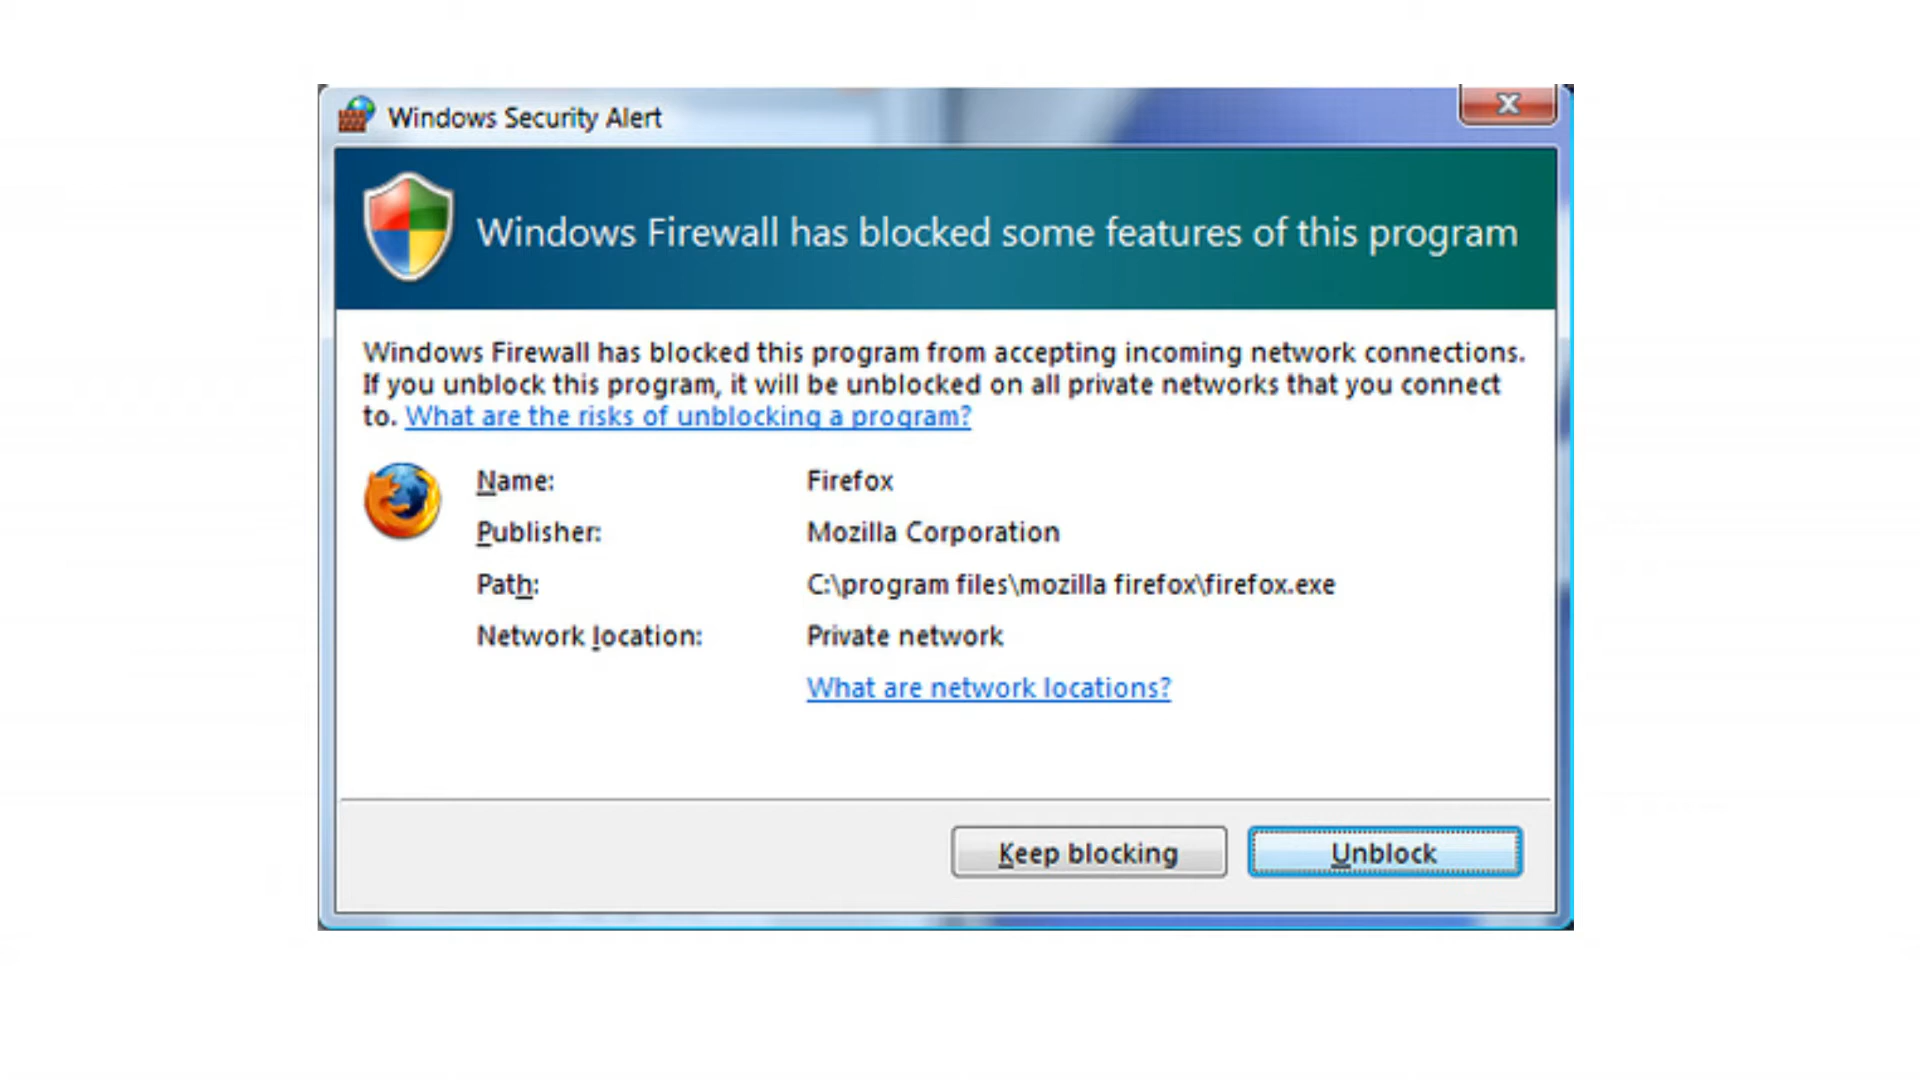 Windows Security Alert
x
Windows Firewall has blocked some features of this program
Windows Firewall has blocked this program from accepting incoming network connections.
If you unblock this program, it will be unblocked on all private networks that you connect
to. What are the risks of unblocking a program?
Name: Firefox
Publisher: Mozilla Corporation
Path: C:\program files\mozilla firefox\firefox.exe
Network location: Private network
What are network locations?
Keep blocking Unblock